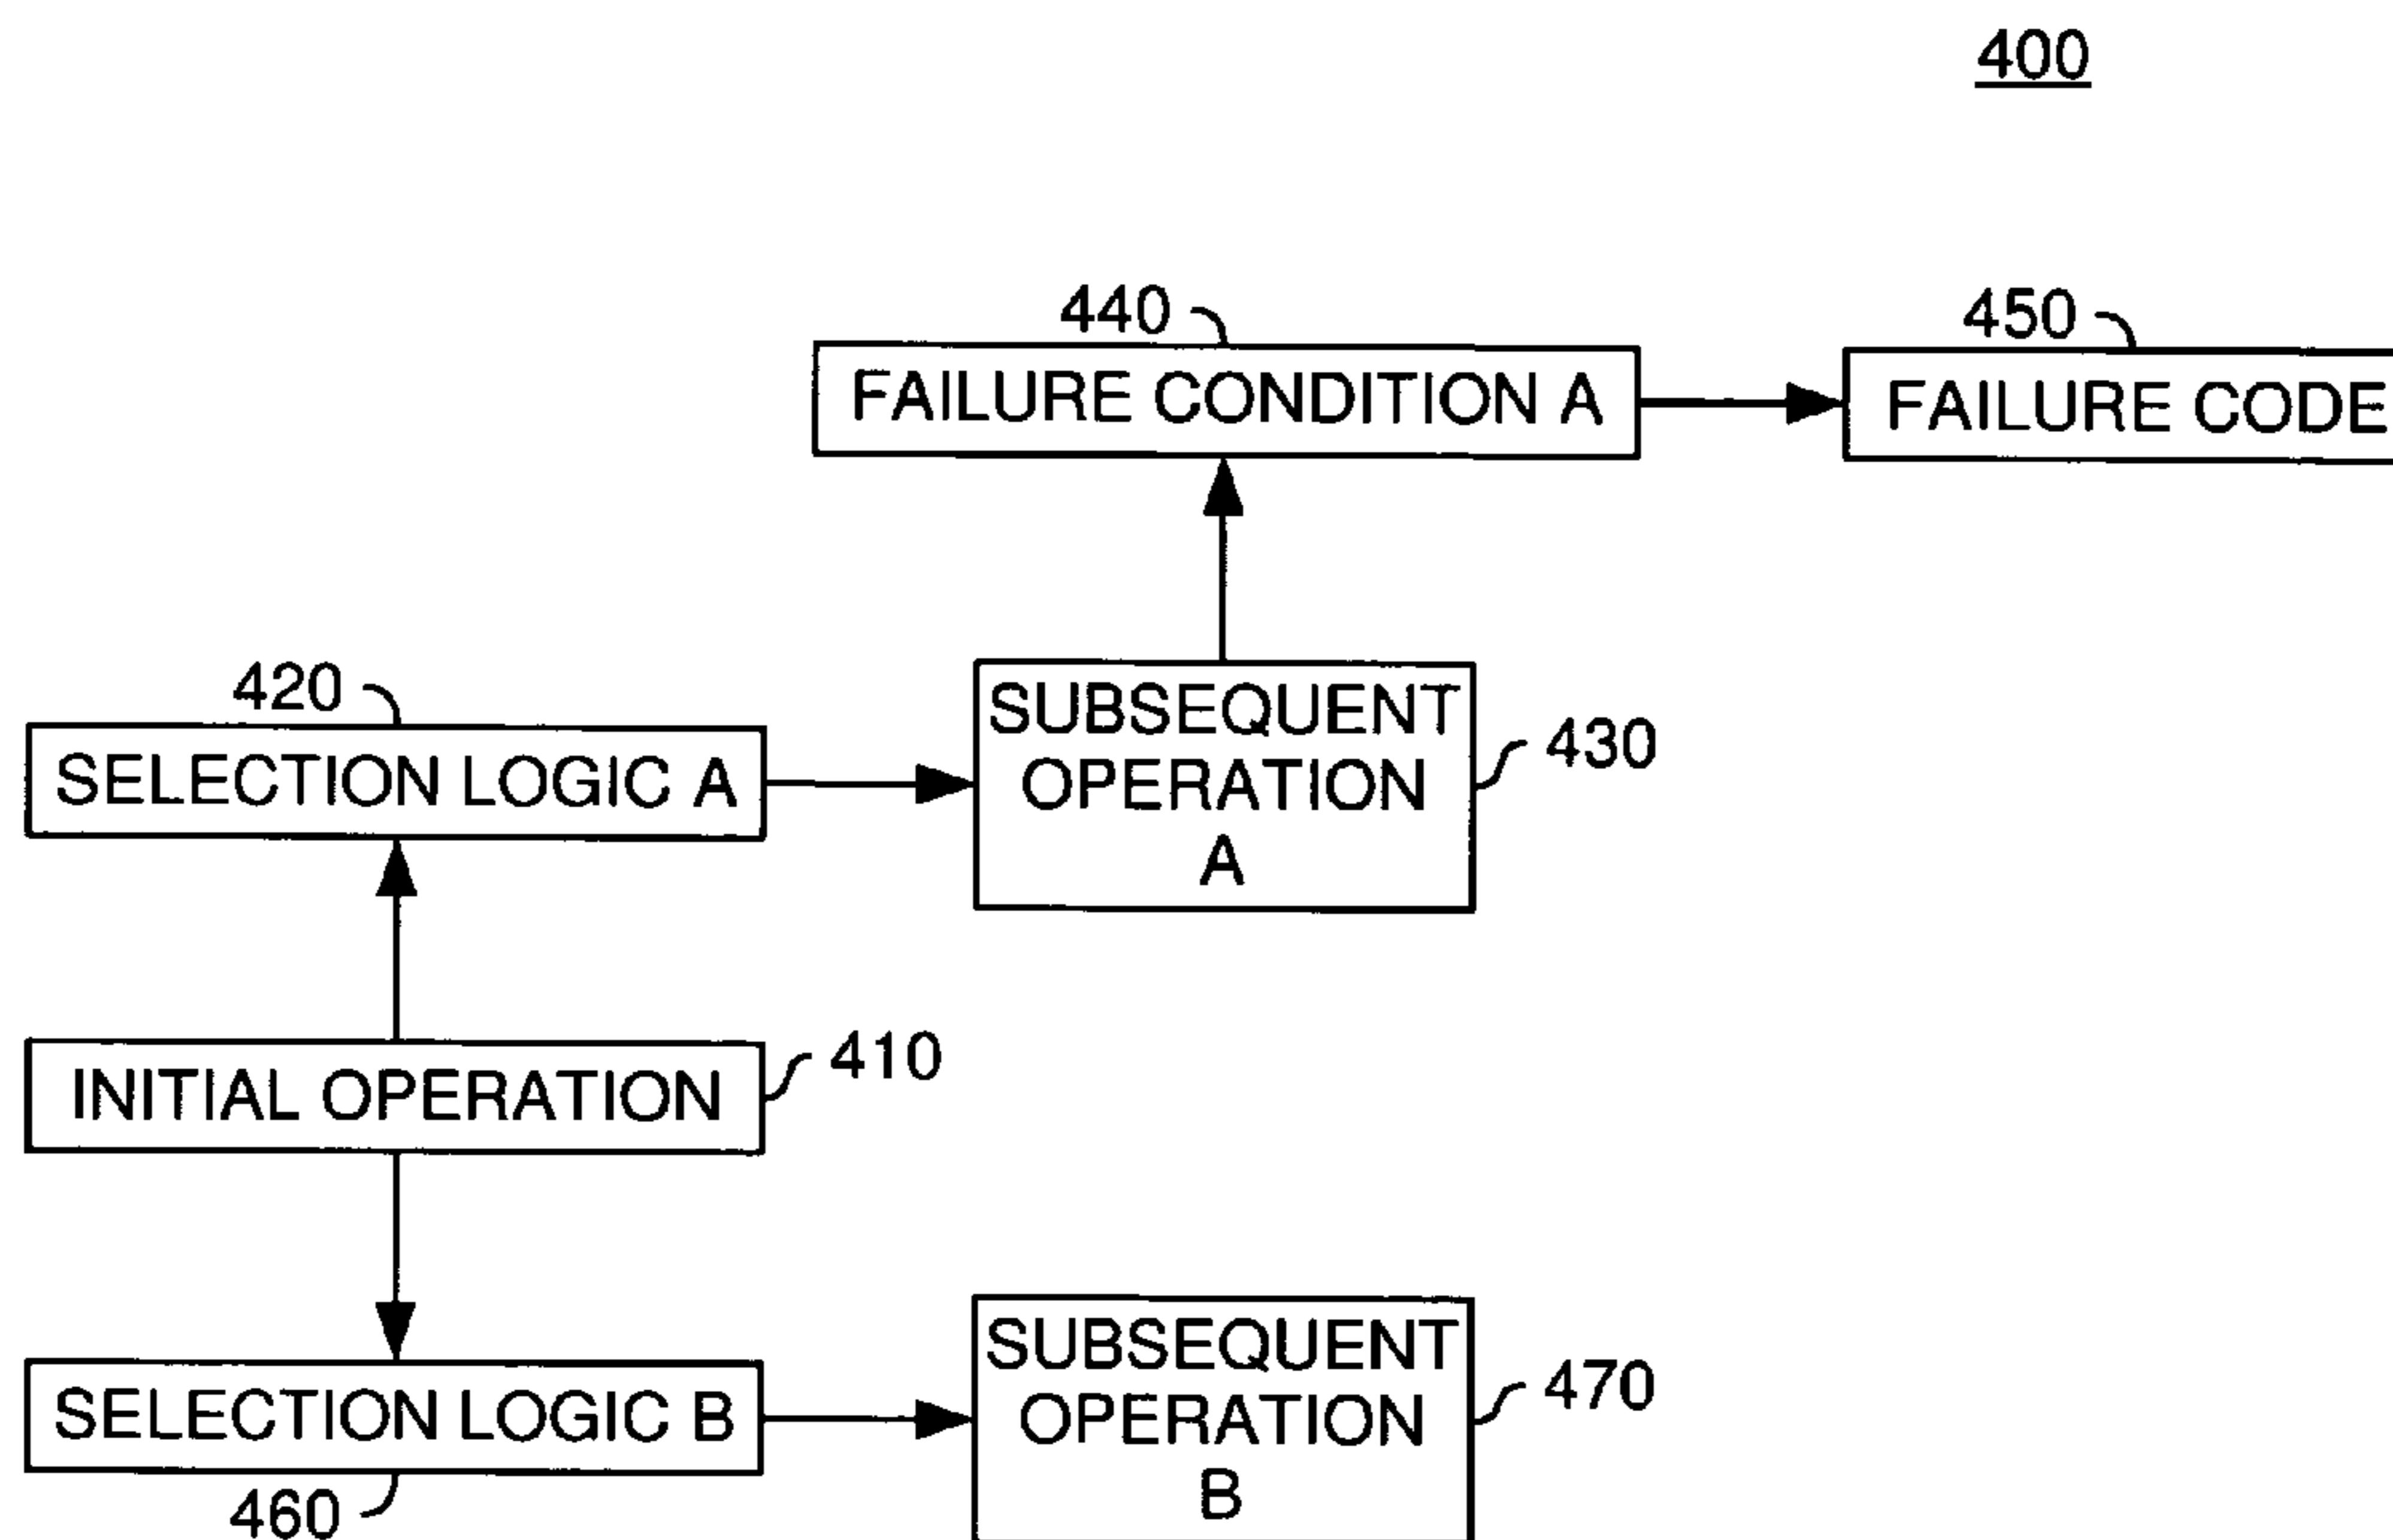 400
440
450
FAILURE CONDITION A
FAILURE CODE
420
SUBSEQUENT
OPERATION
A
430
SELECTION LOGIC A
INITIAL OPERATION
410
SELECTION LOGIC B
460
SUBSEQUENT
OPERATION
B
470